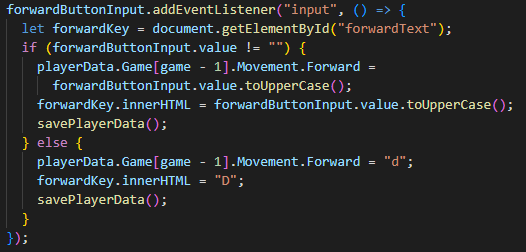 forwardButtonInput.addEventListener("input", () => {
  let forwardKey = document.getElementById("forwardText");
  if (forwardButtonInput.value != "") {
    playerData.Game[game - 1].Movement.Forward =
      forwardButtonInput.value.toUpperCase();
    forwardKey.innerHTML = forwardButtonInput.value.toUpperCase();
    savePlayerData();
  } else {
    playerData.Game[game - 1].Movement.Forward = "d";
    forwardKey.innerHTML = "D";
    savePlayerData();
  }
});